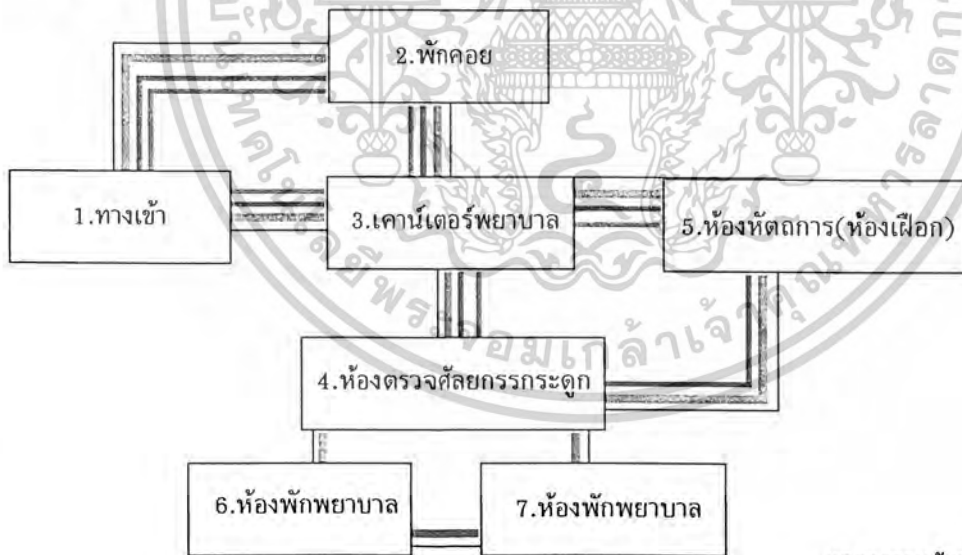 2.พักคอย
1.ทางเข้า
3.เคาน์เตอร์พยาบาล
5.ห้องหัตถการ(ห้องเฝือก)
4.ห้องตรวจศัลยกรรกระดูก
6.ห้องพักพยาบาล
7.ห้องพักพยาบาล